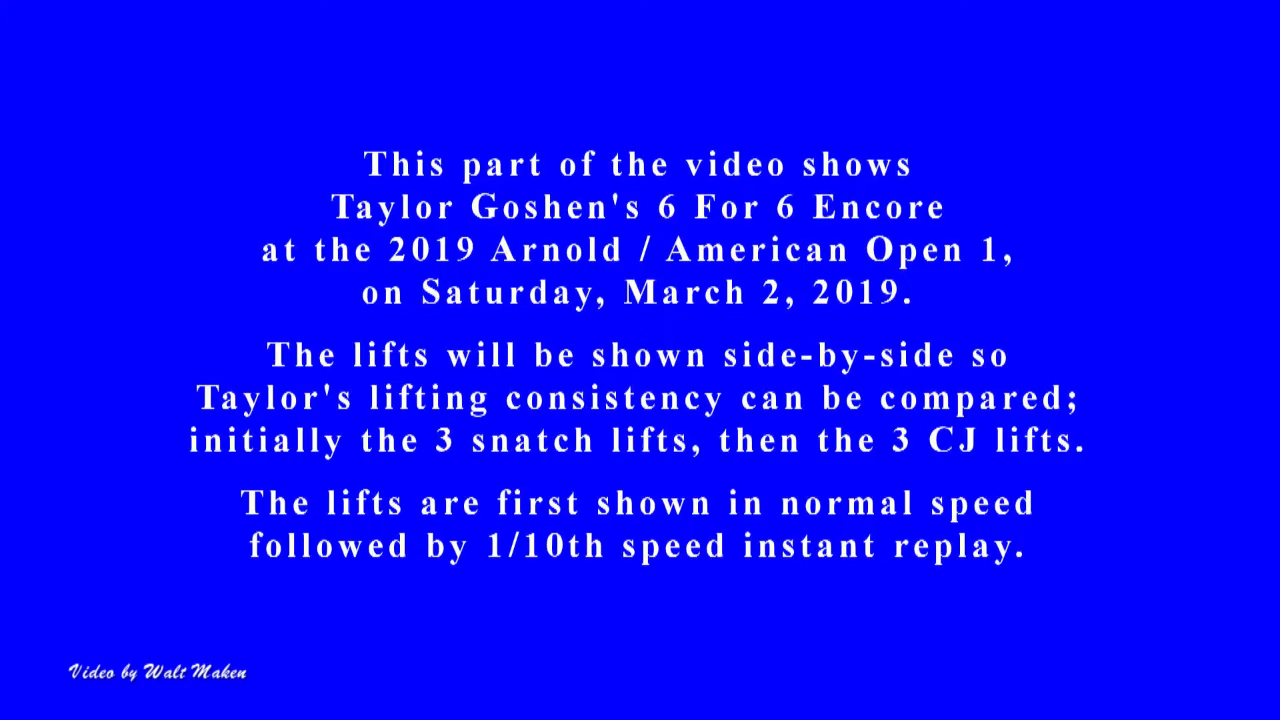 This part of the video shows
Taylor Goshen's 6 For 6 Encore
at the 2019 Arnold / American Open 1,
on Saturday, March 2, 2019.
The lifts will be shown side-by-side so
Taylor's lifting consistency can be compared;
initially the 3 snatch lifts, then the 3 CJ lifts.
The lifts are first shown in normal speed
followed by 1/10th speed instant replay.
Video by Walt Maken